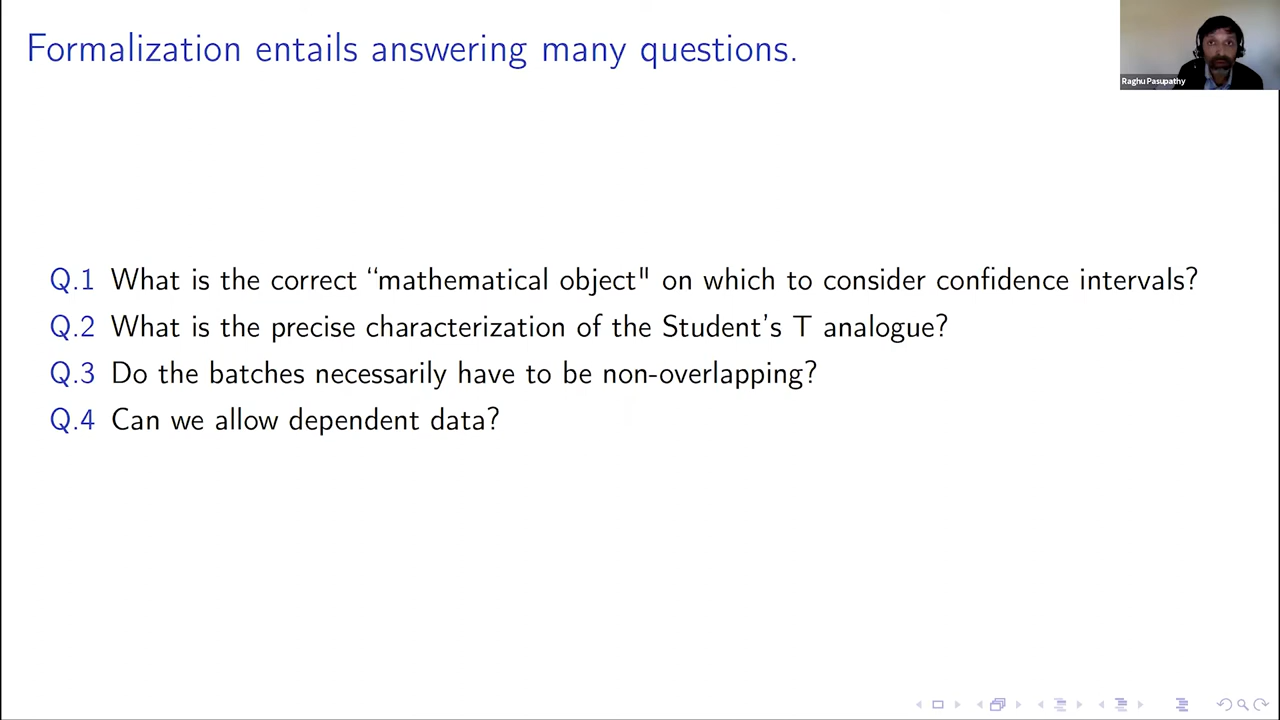 Formalization entails answering many questions.
Raghu Pasupathy
Q.1 What is the correct “mathematical object" on which to consider confidence intervals?
Q.2 What is the precise characterization of the Student's T analogue?
Q.3 Do the batches necessarily have to be non-overlapping?
Q.4 Can we allow dependent data?